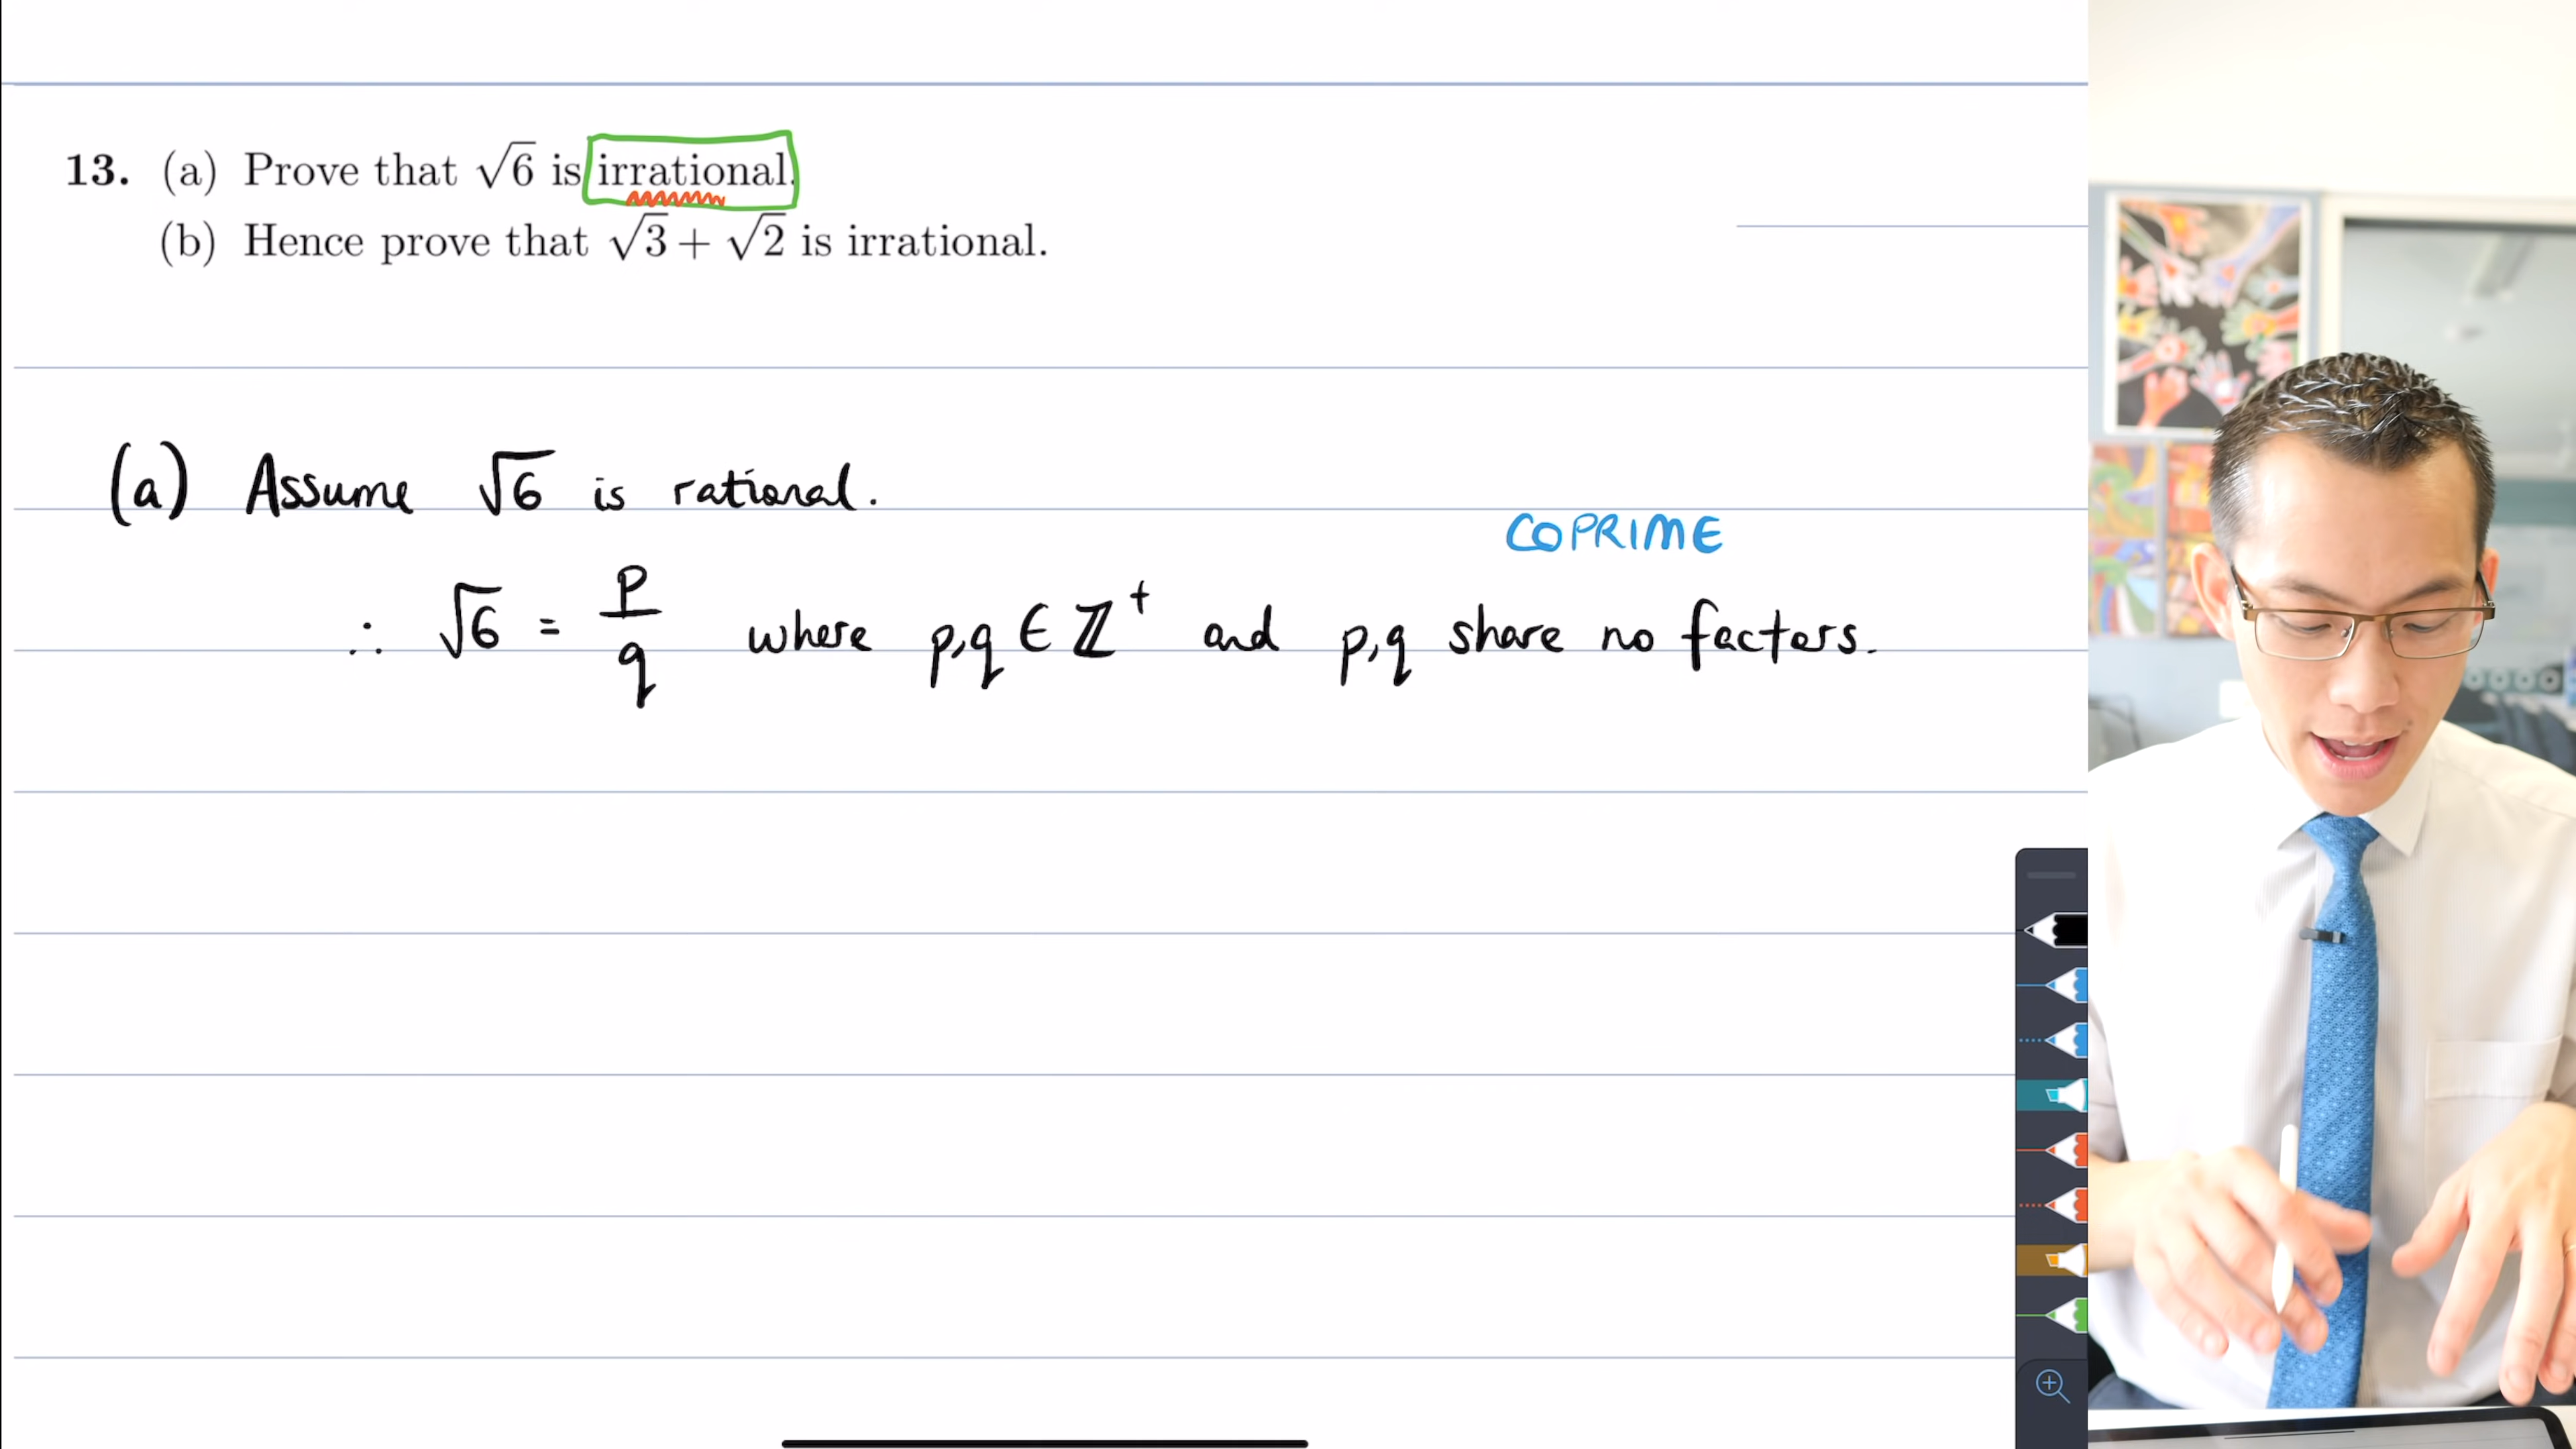 13. (a) Prove that √6 is irrational.
(b) Hence prove that √3 + √2 is irrational.
(a) Assume √6 is rational.
COPRIME
∴ √6 = p/q where p,q ∈ ℤ⁺ and p,q share no factors.